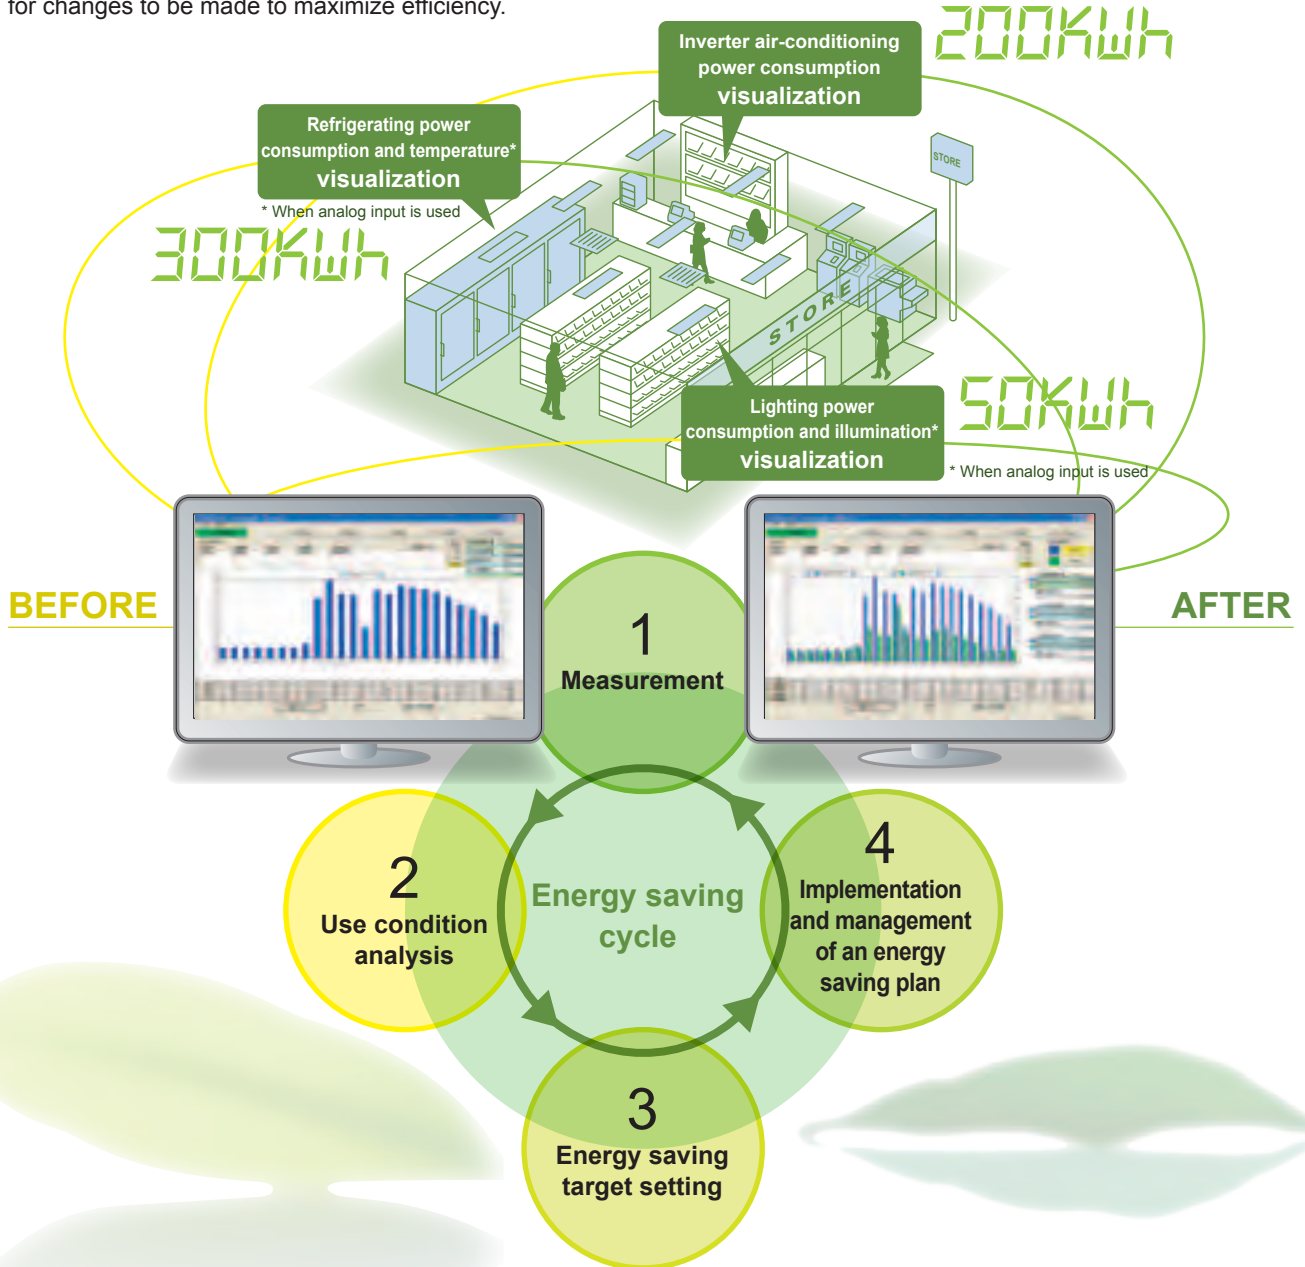 for changes to be made to maximize efficiency.
200KWh
Inverter air-conditioning
power consumption
visualization
Refrigerating power
consumption and temperature*
visualization
* When analog input is used
300KWh
STORE
STORE
50KWh
Lighting power
consumption and illumination*
visualization
* When analog input is used
BEFORE
AFTER
1
Measurement
2
Use condition
analysis
Energy saving
cycle
4
Implementation
and management
of an energy
saving plan
3
Energy saving
target setting